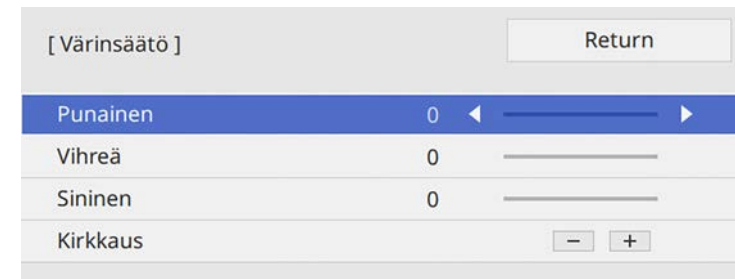 [ Värinsäätö ] Return
Punainen 0
Vihreä 0
Sininen 0
Kirkkaus − +